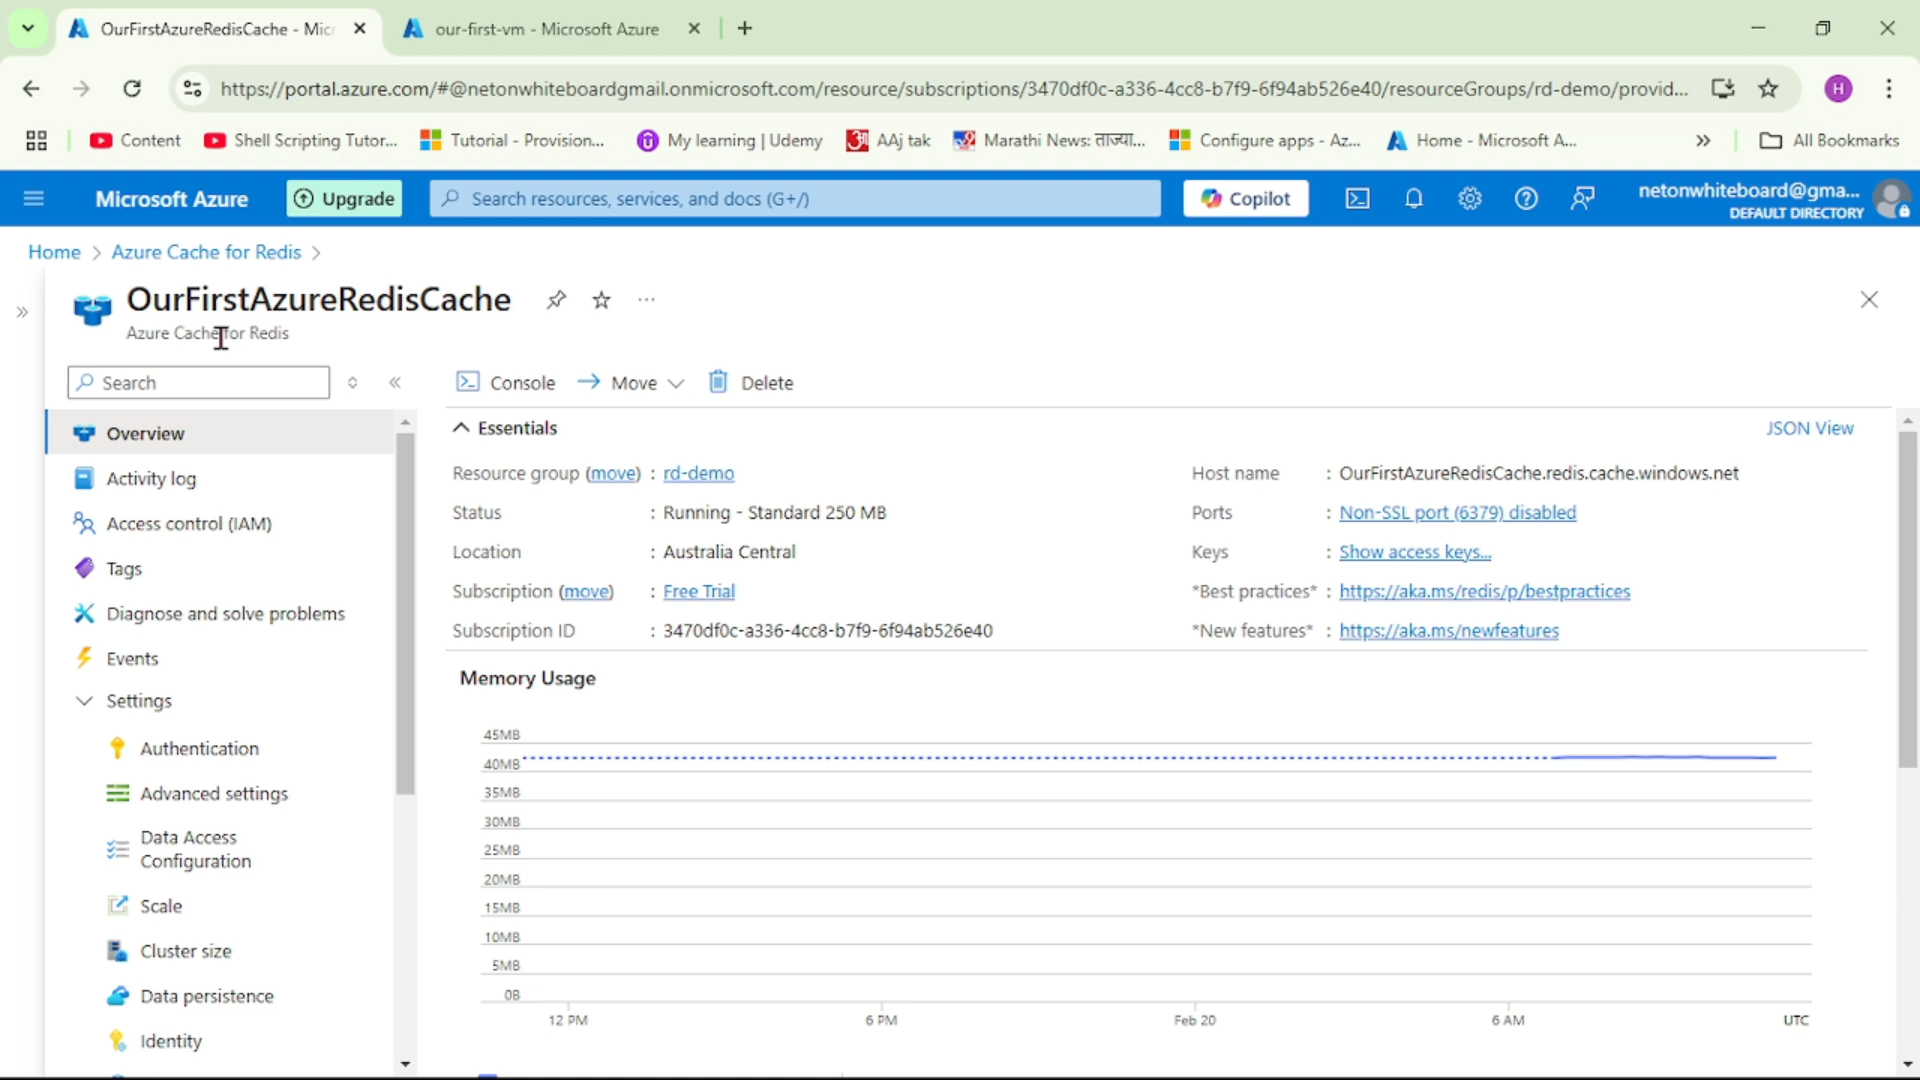 OurFirstAzureRedisCache - Mic
our-first-vm - Microsoft Azure
https://portal.azure.com/#@netonwhiteboardgmail.onmicrosoft.com/resource/subscriptions/3470df0c-a336-4cc8-b7f9-6f94ab526e40/resourceGroups/rd-demo/provid...
H
Content
Shell Scripting Tutor...
Tutorial - Provision...
My learning | Udemy
AAj tak
Marathi News: ताज्या...
Configure apps - Az...
Home - Microsoft A...
All Bookmarks
Microsoft Azure
Upgrade
Search resources, services, and docs (G+/)
Copilot
netonwhiteboard@gma...
DEFAULT DIRECTORY
Home
Azure Cache for Redis
OurFirstAzureRedisCache
Azure Cache for Redis
Search
Console
Move
Delete
Overview
Activity log
Access control (IAM)
Tags
Diagnose and solve problems
Events
Settings
Authentication
Advanced settings
Data Access
Configuration
Scale
Cluster size
Data persistence
Identity
Essentials
JSON View
Resource group (move) : rd-demo
Status : Running - Standard 250 MB
Location : Australia Central
Subscription (move) : Free Trial
Subscription ID : 3470df0c-a336-4cc8-b7f9-6f94ab526e40
Host name : OurFirstAzureRedisCache.redis.cache.windows.net
Ports : Non-SSL port (6379) disabled
Keys : Show access keys...
*Best practices* : https://aka.ms/redis/p/bestpractices
*New features* : https://aka.ms/newfeatures
Memory Usage
45MB
40MB
35MB
30MB
25MB
20MB
15MB
10MB
5MB
0B
12 PM
6 PM
Feb 20
6 AM
UTC